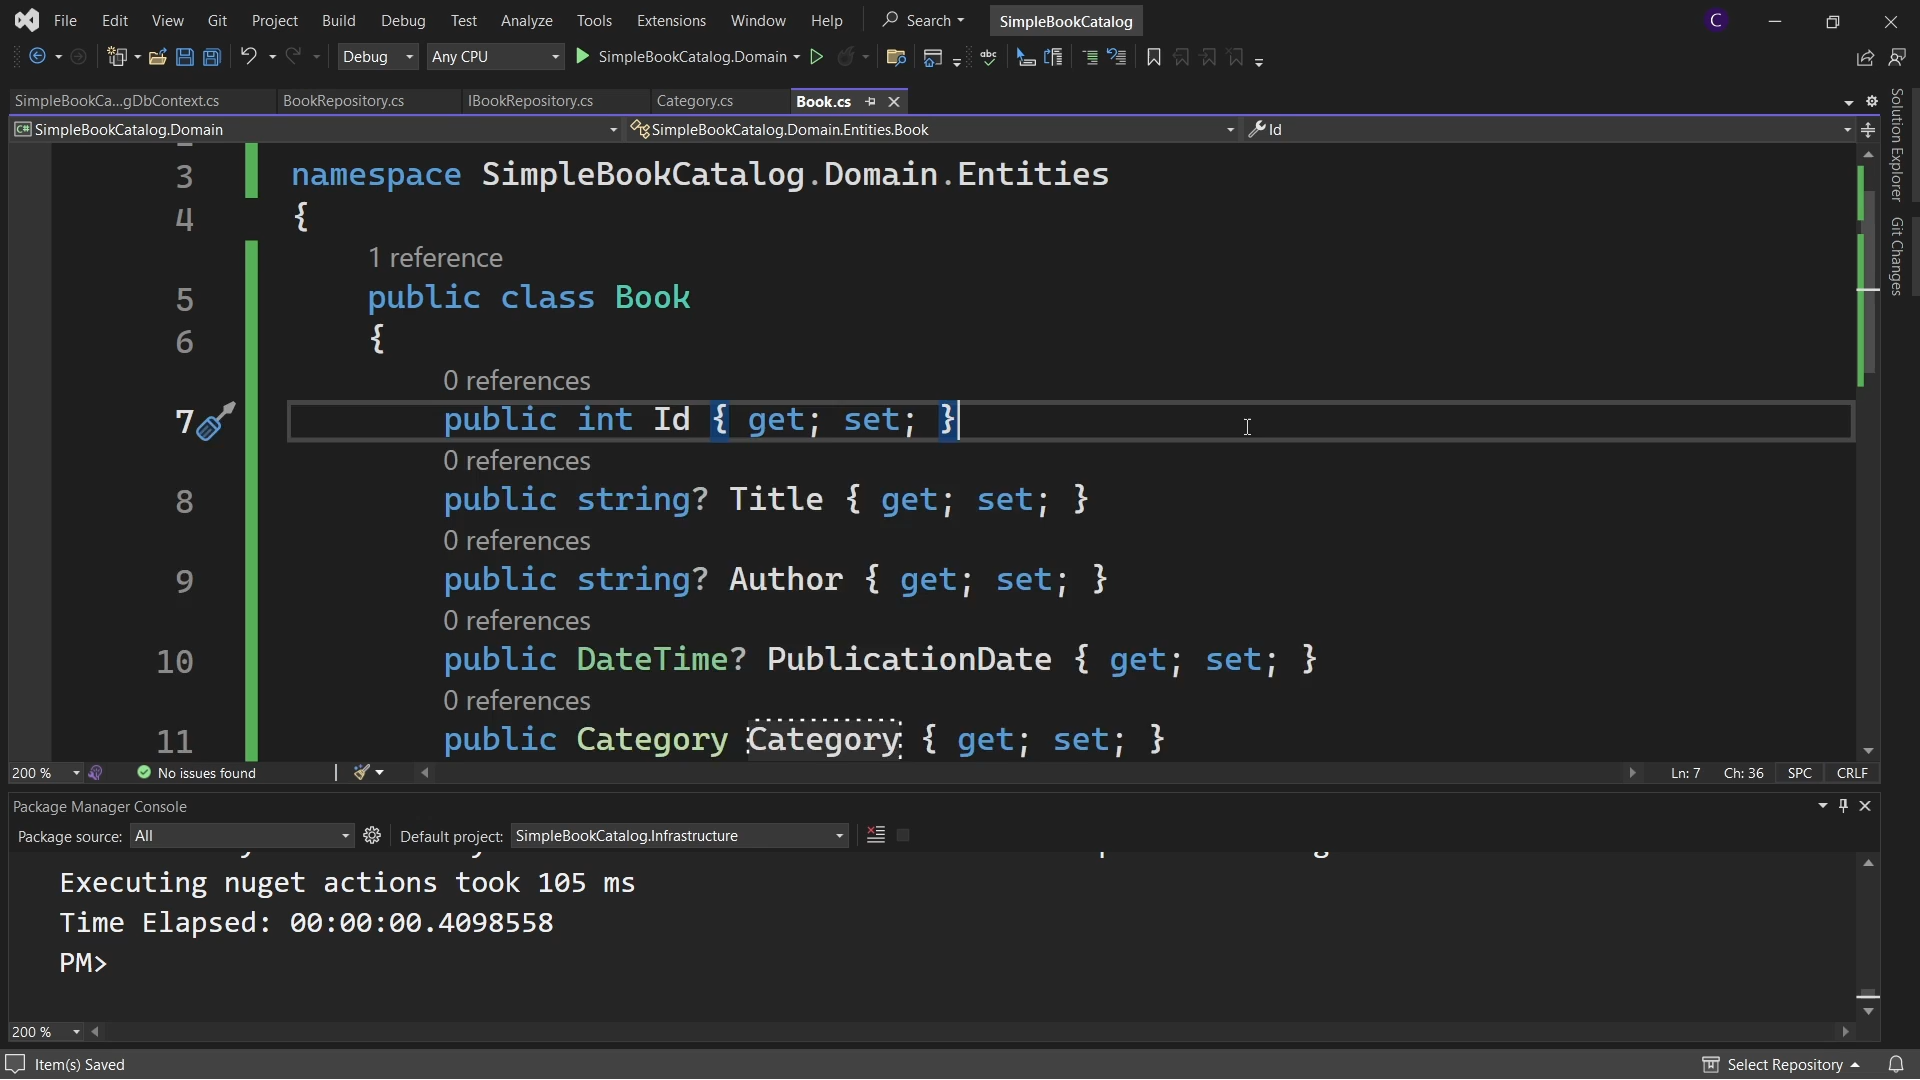 File Edit View Git Project Build Debug Test Analyze Tools Extensions Window Help Search SimpleBookCatalog C
Debug Any CPU SimpleBookCatalog.Domain abc
SimpleBookCa...gDbContext.cs BookRepository.cs IBookRepository.cs Category.cs Book.cs
C# SimpleBookCatalog.Domain SimpleBookCatalog.Domain.Entities.Book Id
Solution Explorer
Git Changes
3 namespace SimpleBookCatalog.Domain.Entities
4 {
1 reference
5 public class Book
6 {
0 references
7 public int Id { get; set; }
0 references
8 public string? Title { get; set; }
0 references
9 public string? Author { get; set; }
0 references
10 public DateTime? PublicationDate { get; set; }
0 references
11 public Category Category { get; set; }
200 % No issues found Ln: 7 Ch: 36 SPC CRLF
Package Manager Console
Package source: All Default project: SimpleBookCatalog.Infrastructure
Executing nuget actions took 105 ms
Time Elapsed: 00:00:00.4098558
PM>
200 %
Item(s) Saved Select Repository